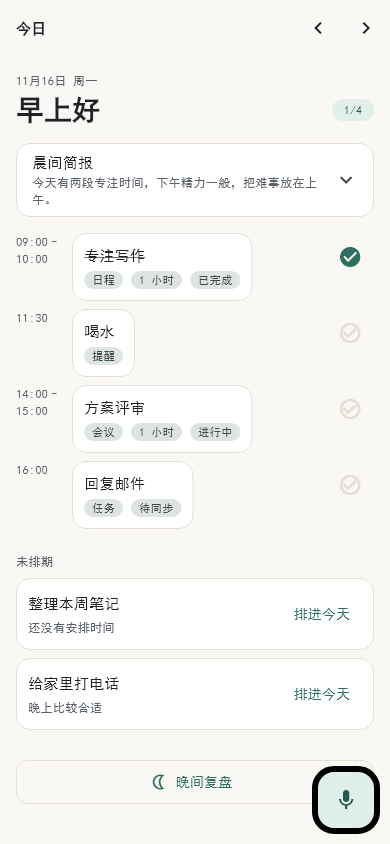 今日
11月16日 周一
早上好
1/4
晨间简报
今天有两段专注时间，下午精力一般，把难事放在上
午。
09:00 –
10:00
专注写作
日程 1 小时 已完成
11:30
喝水
提醒
14:00 –
15:00
方案评审
会议 1 小时 进行中
16:00
回复邮件
任务 待同步
未排期
整理本周笔记
还没有安排时间
排进今天
给家里打电话
晚上比较合适
排进今天
晚间复盘